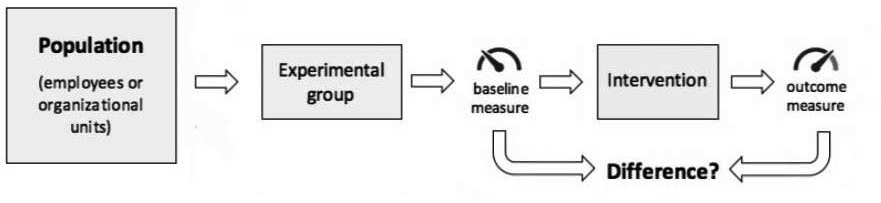 Population
(employees or
organizational
units)
Experimental
group
baseline
measure
Intervention
outcome
measure
Difference?